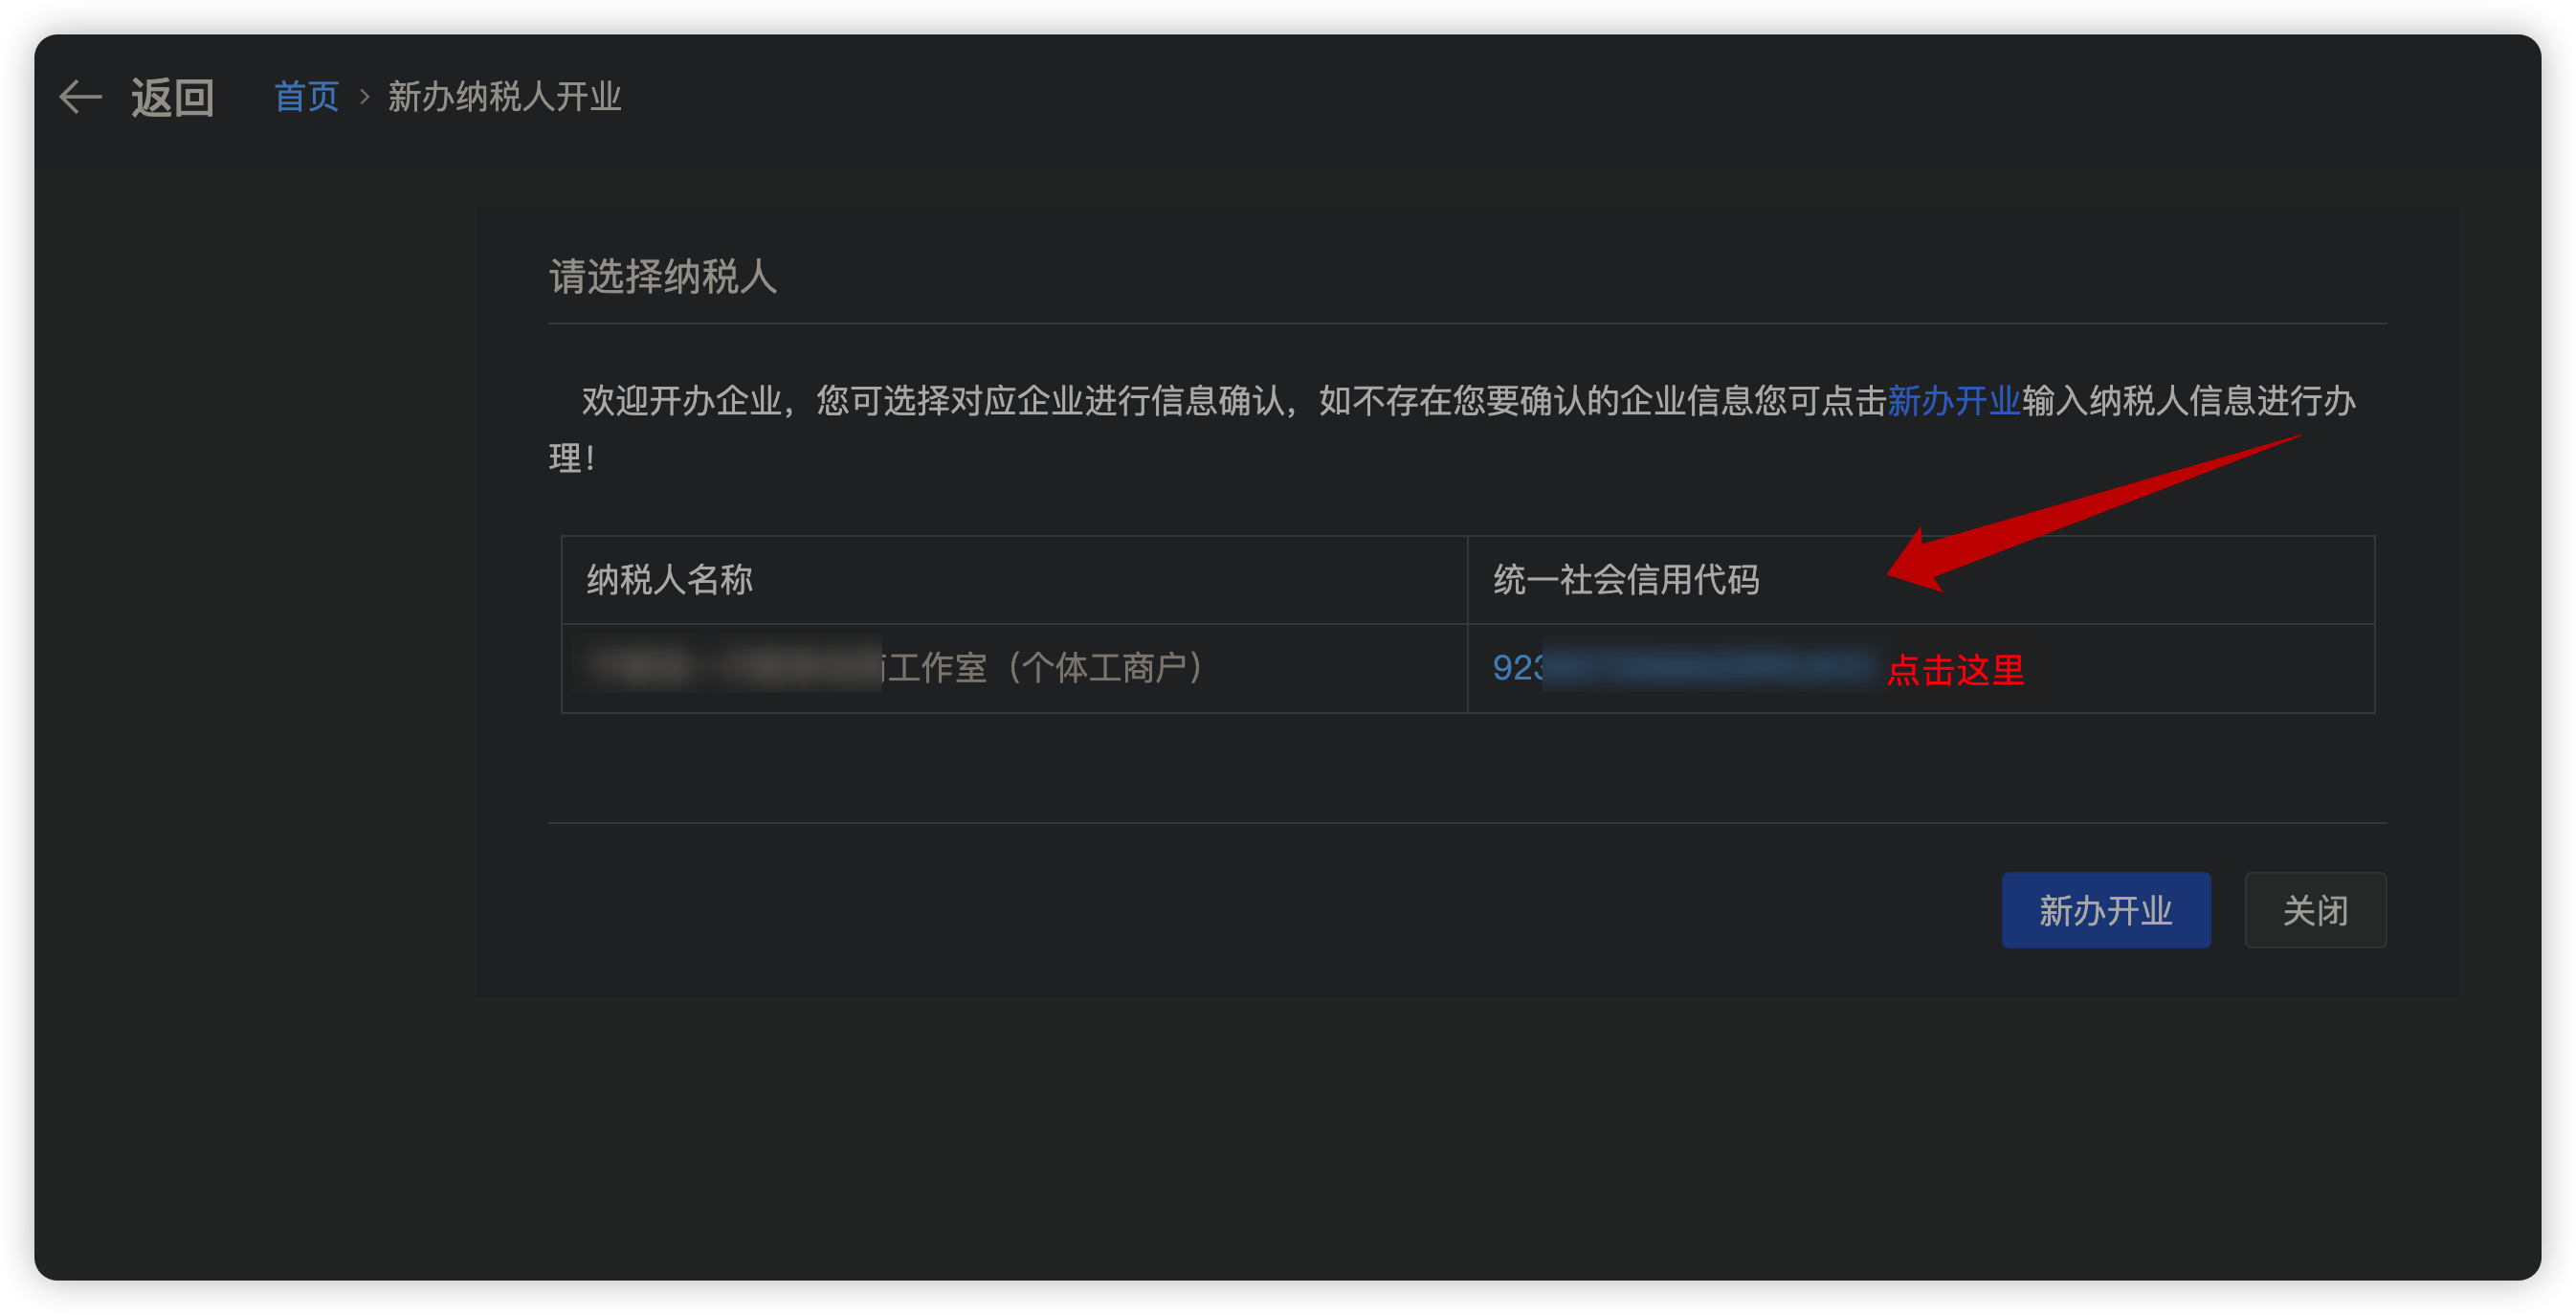 返回 首页 > 新办纳税人开业
请选择纳税人
欢迎开办企业，您可选择对应企业进行信息确认，如不存在您要确认的企业信息您可点击新办开业输入纳税人信息进行办
理！
纳税人名称 统一社会信用代码
工作室（个体工商户） 923 点击这里
新办开业 关闭